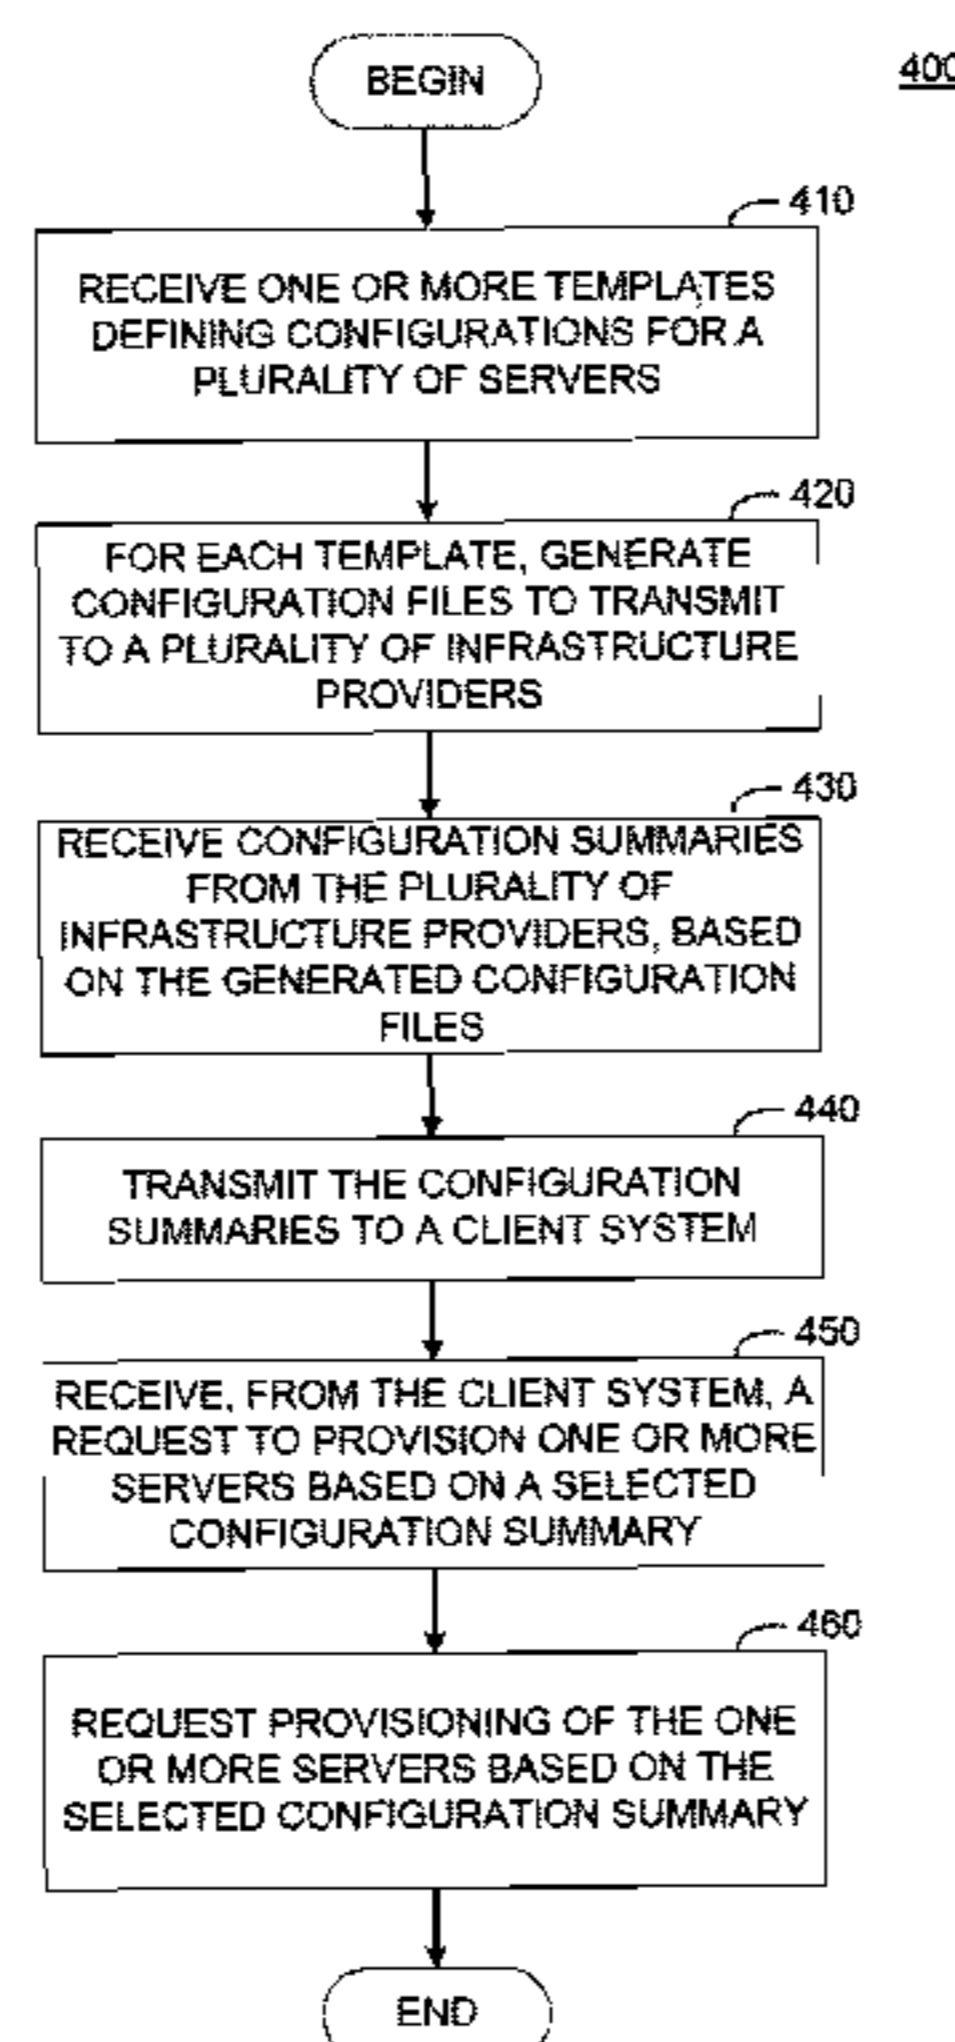 BEGIN
400
410
RECEIVE ONE OR MORE TEMPLATES
DEFINING CONFIGURATIONS FOR A
PLURALITY OF SERVERS
420
FOR EACH TEMPLATE, GENERATE
CONFIGURATION FILES TO TRANSMIT
TO A PLURALITY OF INFRASTRUCTURE
PROVIDERS
430
RECEIVE CONFIGURATION SUMMARIES
FROM THE PLURALITY OF
INFRASTRUCTURE PROVIDERS, BASED
ON THE GENERATED CONFIGURATION
FILES
440
TRANSMIT THE CONFIGURATION
SUMMARIES TO A CLIENT SYSTEM
450
RECEIVE, FROM THE CLIENT SYSTEM, A
REQUEST TO PROVISION ONE OR MORE
SERVERS BASED ON A SELECTED
CONFIGURATION SUMMARY
460
REQUEST PROVISIONING OF THE ONE
OR MORE SERVERS BASED ON THE
SELECTED CONFIGURATION SUMMARY
END